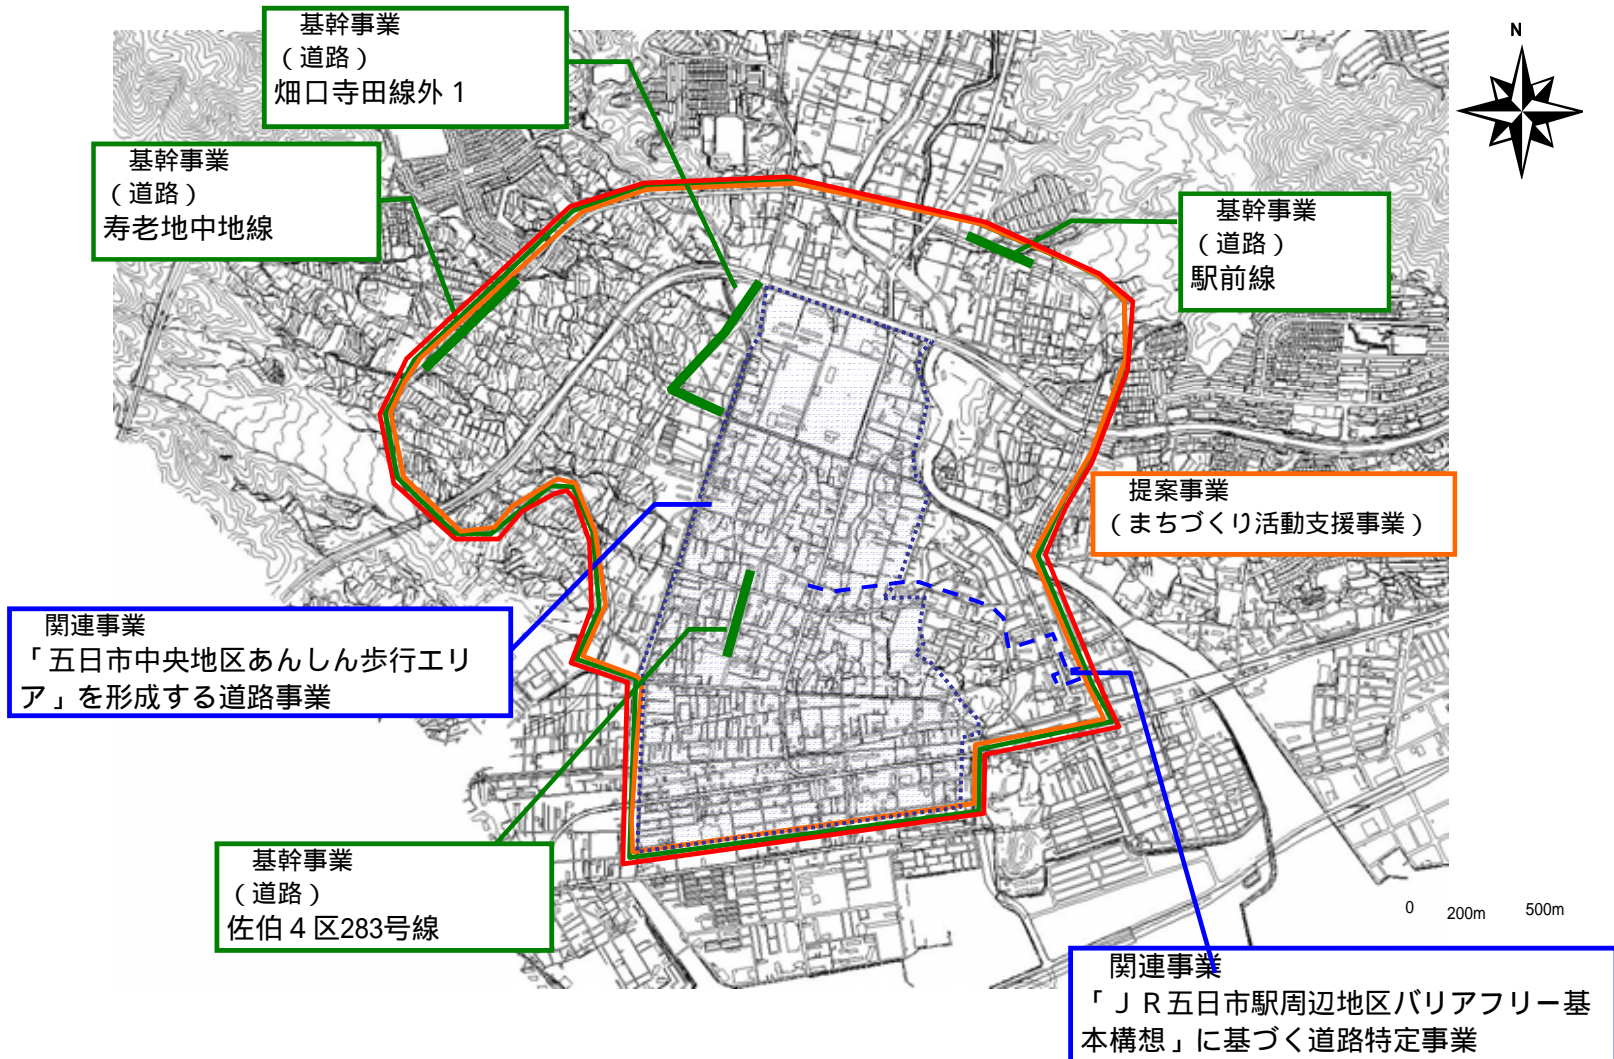 基幹事業
（道路）
畑口寺田線外１
N
基幹事業
（道路）
寿老地中地線
基幹事業
（道路）
駅前線
提案事業
（まちづくり活動支援事業）
関連事業
「五日市中央地区あんしん歩行エリ
ア」を形成する道路事業
基幹事業
（道路）
佐伯４区283号線
0 200m 500m
関連事業
「ＪＲ五日市駅周辺地区バリアフリー基
本構想」に基づく道路特定事業